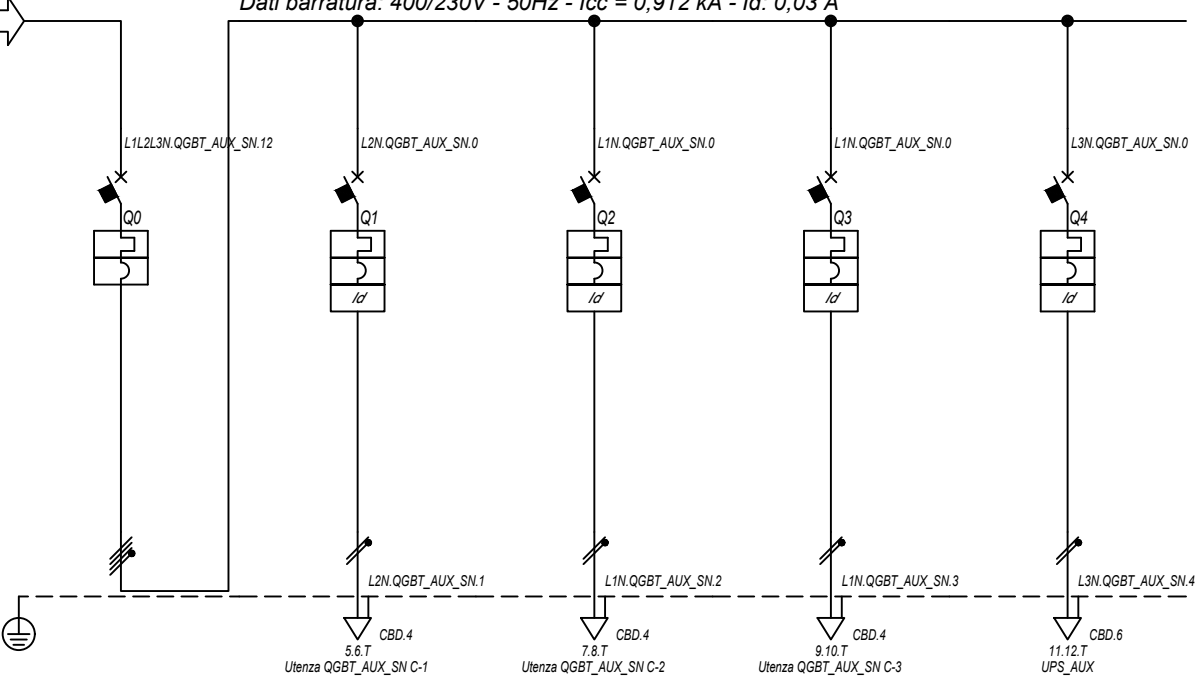 Dati barratura: 400/230V - 50Hz - Icc = 0,912 kA - Id: 0,03 A
L1L2L3N.QGBT_AUX_SN.12
L2N.QGBT_AUX_SN.0
L1N.QGBT_AUX_SN.0
L1N.QGBT_AUX_SN.0
L3N.QGBT_AUX_SN.0
Q0
Q1
Q2
Q3
Q4
Id
Id
Id
Id
L2N.QGBT_AUX_SN.1
L1N.QGBT_AUX_SN.2
L1N.QGBT_AUX_SN.3
L3N.QGBT_AUX_SN.4
CBD.4
CBD.4
CBD.4
CBD.6
5.6.T
7.8.T
9.10.T
11.12.T
Utenza QGBT_AUX_SN C-1
Utenza QGBT_AUX_SN C-2
Utenza QGBT_AUX_SN C-3
UPS_AUX